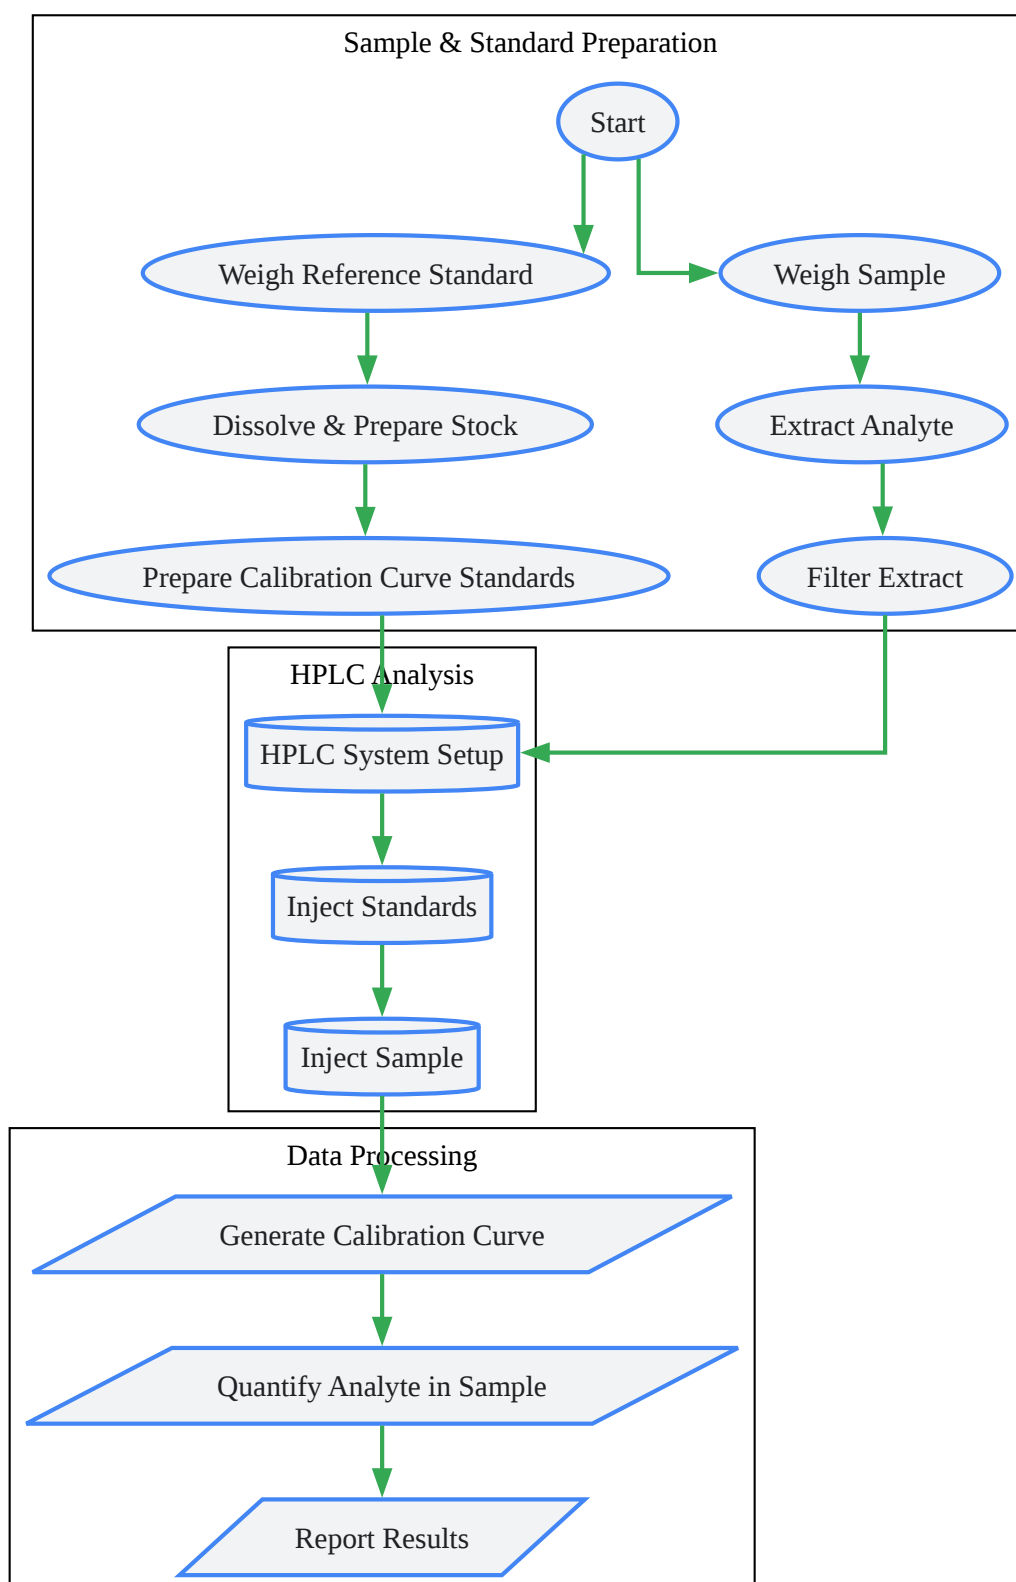 Sample & Standard Preparation
Start
Weigh Reference Standard
Weigh Sample
Dissolve & Prepare Stock
Extract Analyte
Prepare Calibration Curve Standards
Filter Extract
HPLC Analysis
HPLC System Setup
Inject Standards
Inject Sample
Data Processing
Generate Calibration Curve
Quantify Analyte in Sample
Report Results